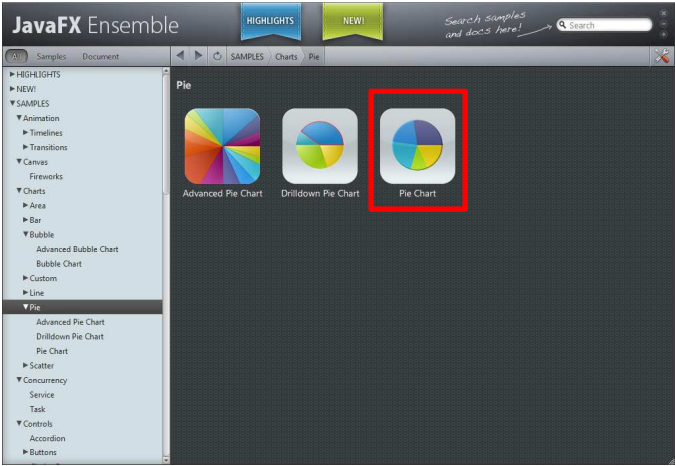 JavaFX Ensemble
HIGHLIGHTS
NEW!
Search samples
and docs here!
Search
All
Samples
Document
SAMPLES
Charts
Pie
▶HIGHLIGHTS
▶NEW!
▼SAMPLES
▼Animation
▶Timelines
▶Transitions
▼Canvas
Fireworks
▼Charts
▶Area
▶Bar
▼Bubble
Advanced Bubble Chart
Bubble Chart
▶Custom
▶Line
▼Pie
Advanced Pie Chart
Drilldown Pie Chart
Pie Chart
▶Scatter
▼Concurrency
Service
Task
▼Controls
Accordion
▶Buttons
Pie
Advanced Pie Chart
Drilldown Pie Chart
Pie Chart